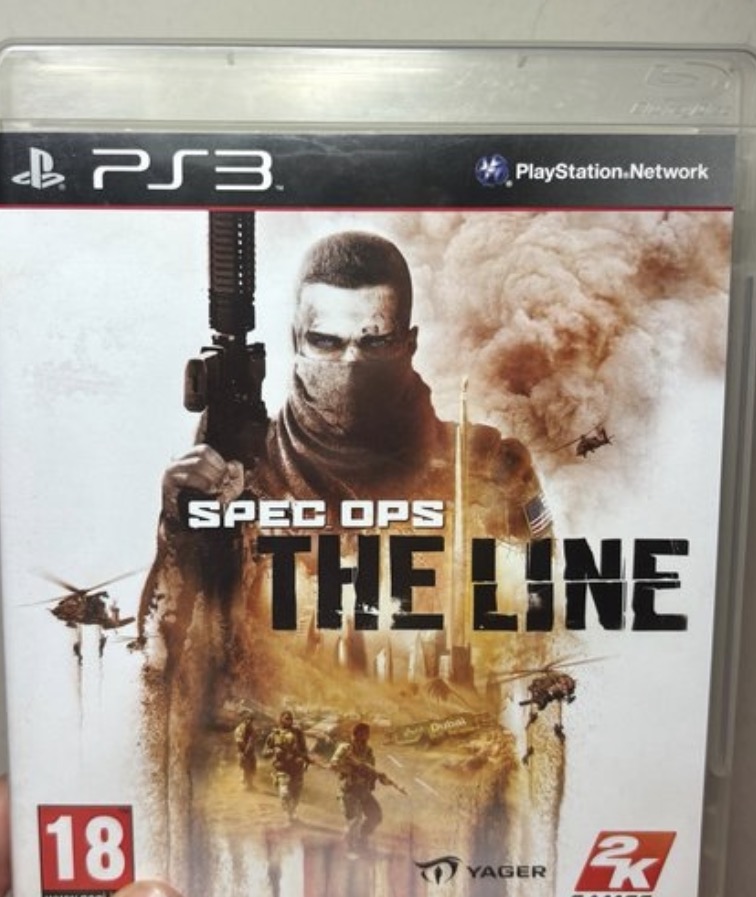 PS3
PlayStation®Network
SPEC OPS
THE LINE
Dubai
18
YAGER
2K